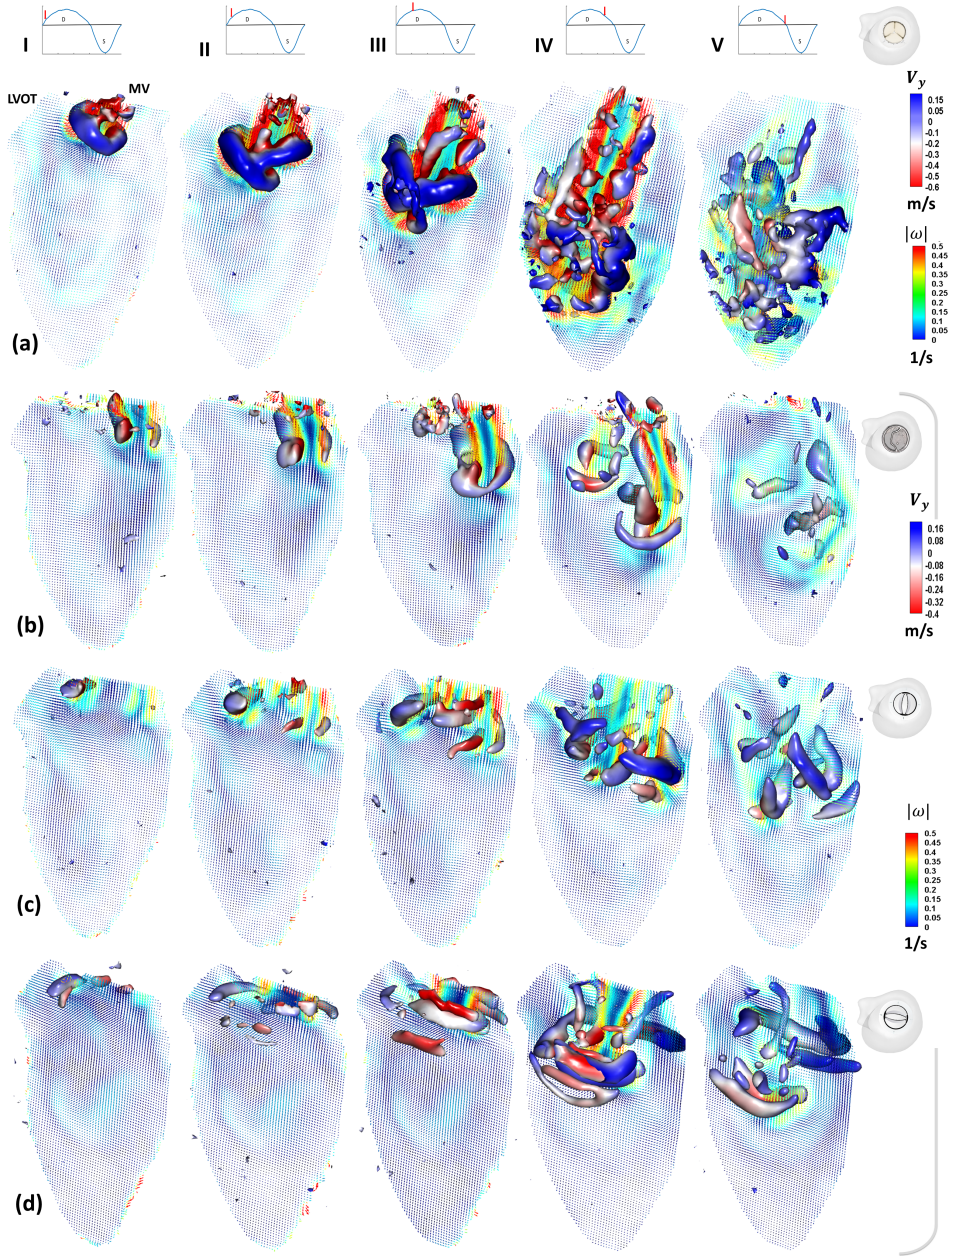 D
S
D
S
D
S
D
S
D
S
I
II
III
IV
V
LVOT
MV
V_y
0.15
0.05
0
-0.1
-0.2
-0.3
-0.4
-0.5
-0.6
m/s
|ω|
0.5
0.45
0.4
0.35
0.3
0.25
0.2
0.15
0.1
0.05
0
1/s
(a)
(b)
V_y
0.16
0.08
0
-0.08
-0.16
-0.24
-0.32
-0.4
m/s
|ω|
0.5
0.45
0.4
0.35
0.3
0.25
0.2
0.15
0.1
0.05
0
1/s
(c)
(d)